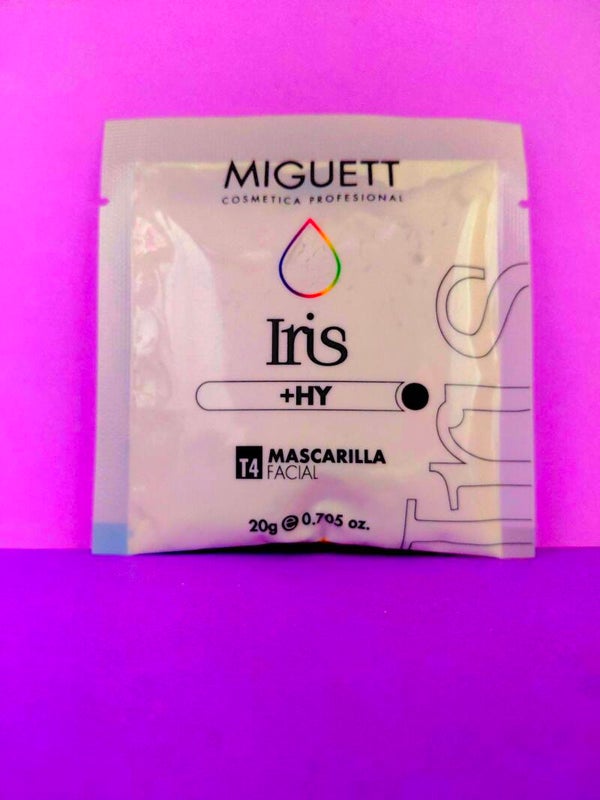 MIGUETT
COSMETICA PROFESIONAL
Iris
+HY
T4 MASCARILLA
FACIAL
20g ℮ 0.705 oz.
Iris